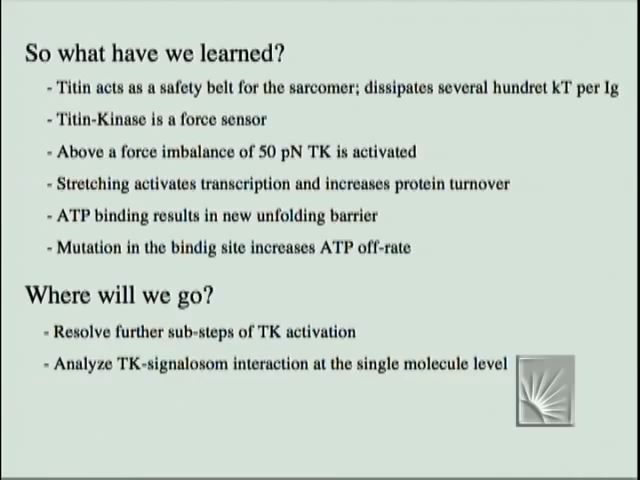 So what have we learned?
- Titin acts as a safety belt for the sarcomer; dissipates several hundret kT per Ig
- Titin-Kinase is a force sensor
- Above a force imbalance of 50 pN TK is activated
- Stretching activates transcription and increases protein turnover
- ATP binding results in new unfolding barrier
- Mutation in the bindig site increases ATP off-rate
Where will we go?
- Resolve further sub-steps of TK activation
- Analyze TK-signalosom interaction at the single molecule level